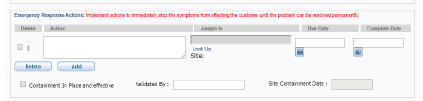 Emergency Response Actions: Implement actions to immediately stop the symptoms from effecting the customer until the problem can be resolved permanently
Delete Action Assign to Due Date Complete Date
1
Look Up
Site:
Delete Add
Containment In Place and effective Validated By : Site Containment Date :